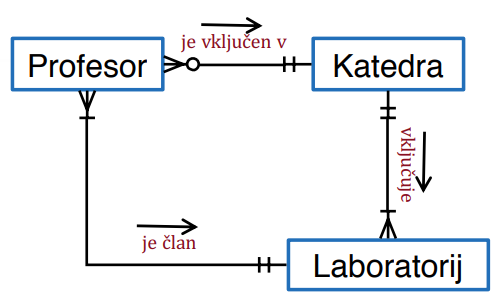 je vključen v
Profesor
Katedra
vključuje
je član
Laboratorij